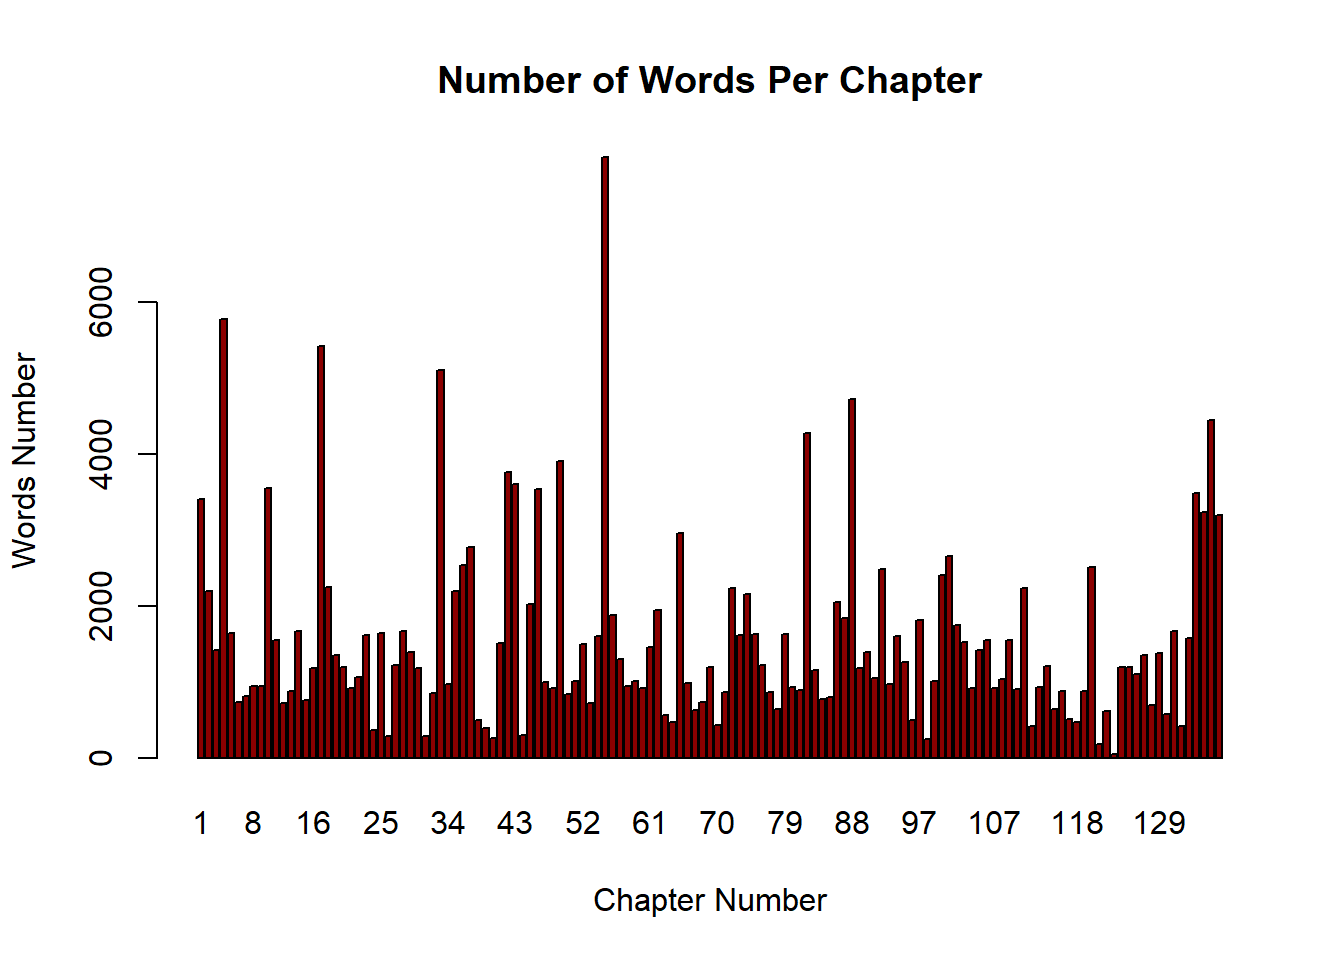 Number of Words Per Chapter
Words Number
6000
4000
2000
0
1 8 16 25 34 43 52 61 70 79 88 97 107 118 129
Chapter Number